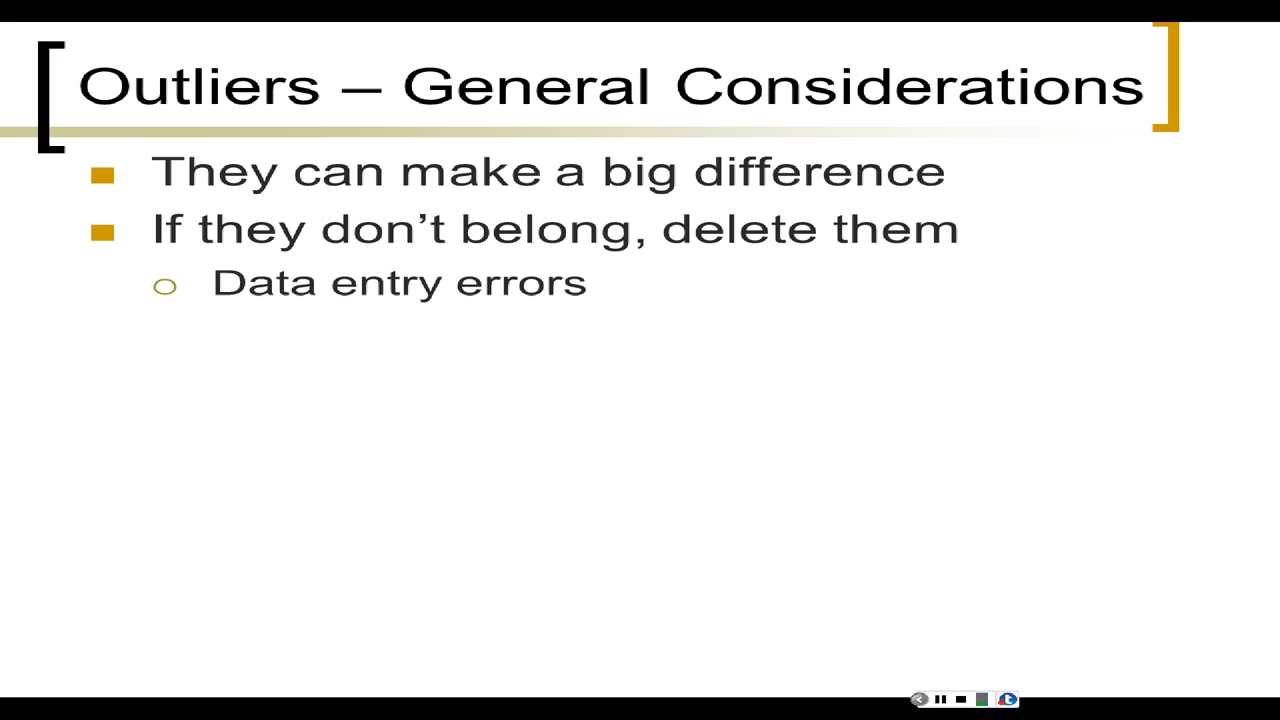 Outliers – General Considerations
They can make a big difference
If they don’t belong, delete them
Data entry errors